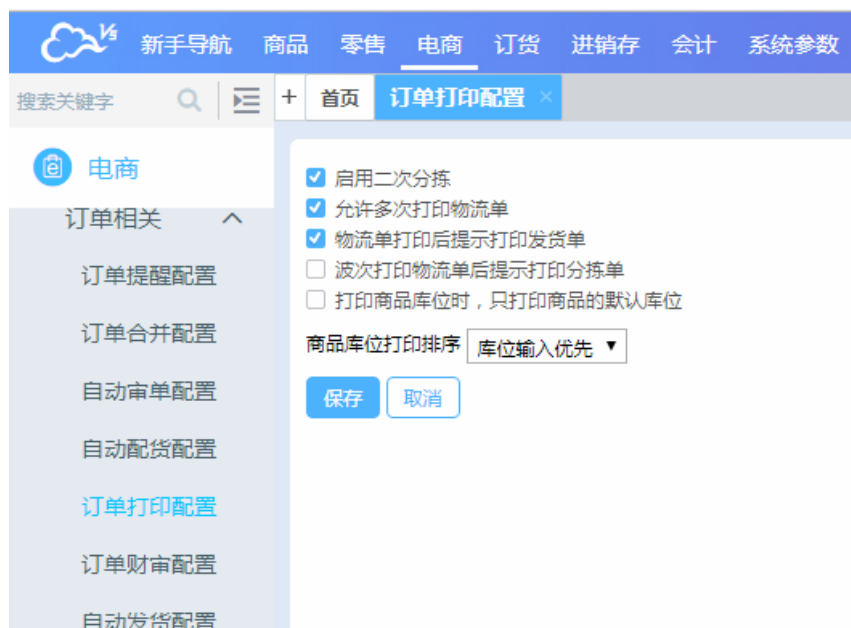 V5 新手导航 商品 零售 电商 订货 进销存 会计 系统参数
搜索关键字 + 首页 订单打印配置 ×
电商
订单相关
订单提醒配置
订单合并配置
自动审单配置
自动配货配置
订单打印配置
订单财审配置
自动发货配置
启用二次分拣
允许多次打印物流单
物流单打印后提示打印发货单
波次打印物流单后提示打印分拣单
打印商品库位时，只打印商品的默认库位
商品库位打印排序 库位输入优先
保存 取消